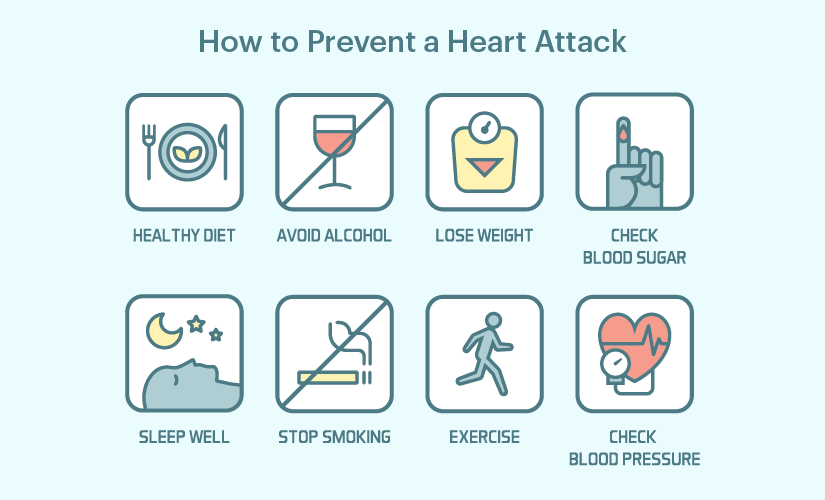 How to Prevent a Heart Attack
HEALTHY DIET
AVOID ALCOHOL
LOSE WEIGHT
CHECK
BLOOD SUGAR
SLEEP WELL
STOP SMOKING
EXERCISE
CHECK
BLOOD PRESSURE